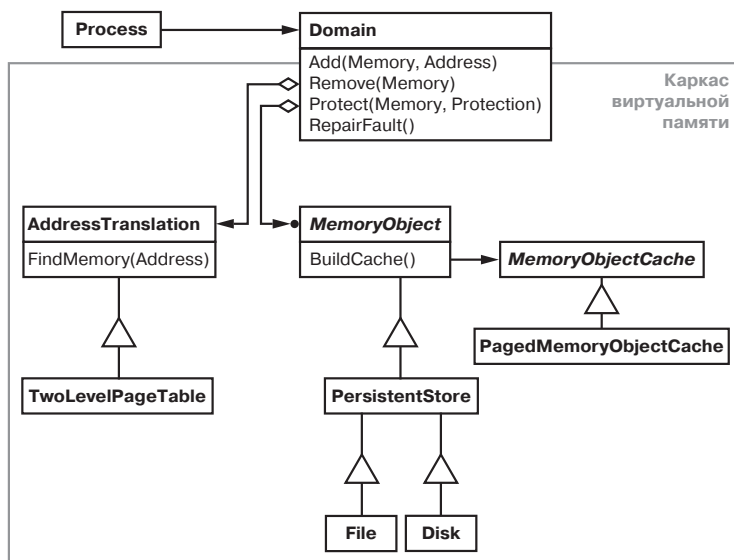 Process
Domain
Add(Memory, Address)
Remove(Memory)
Protect(Memory, Protection)
RepairFault()
Каркас
виртуальной
памяти
AddressTranslation
FindMemory(Address)
MemoryObject
BuildCache()
MemoryObjectCache
PagedMemoryObjectCache
TwoLevelPageTable
PersistentStore
File
Disk